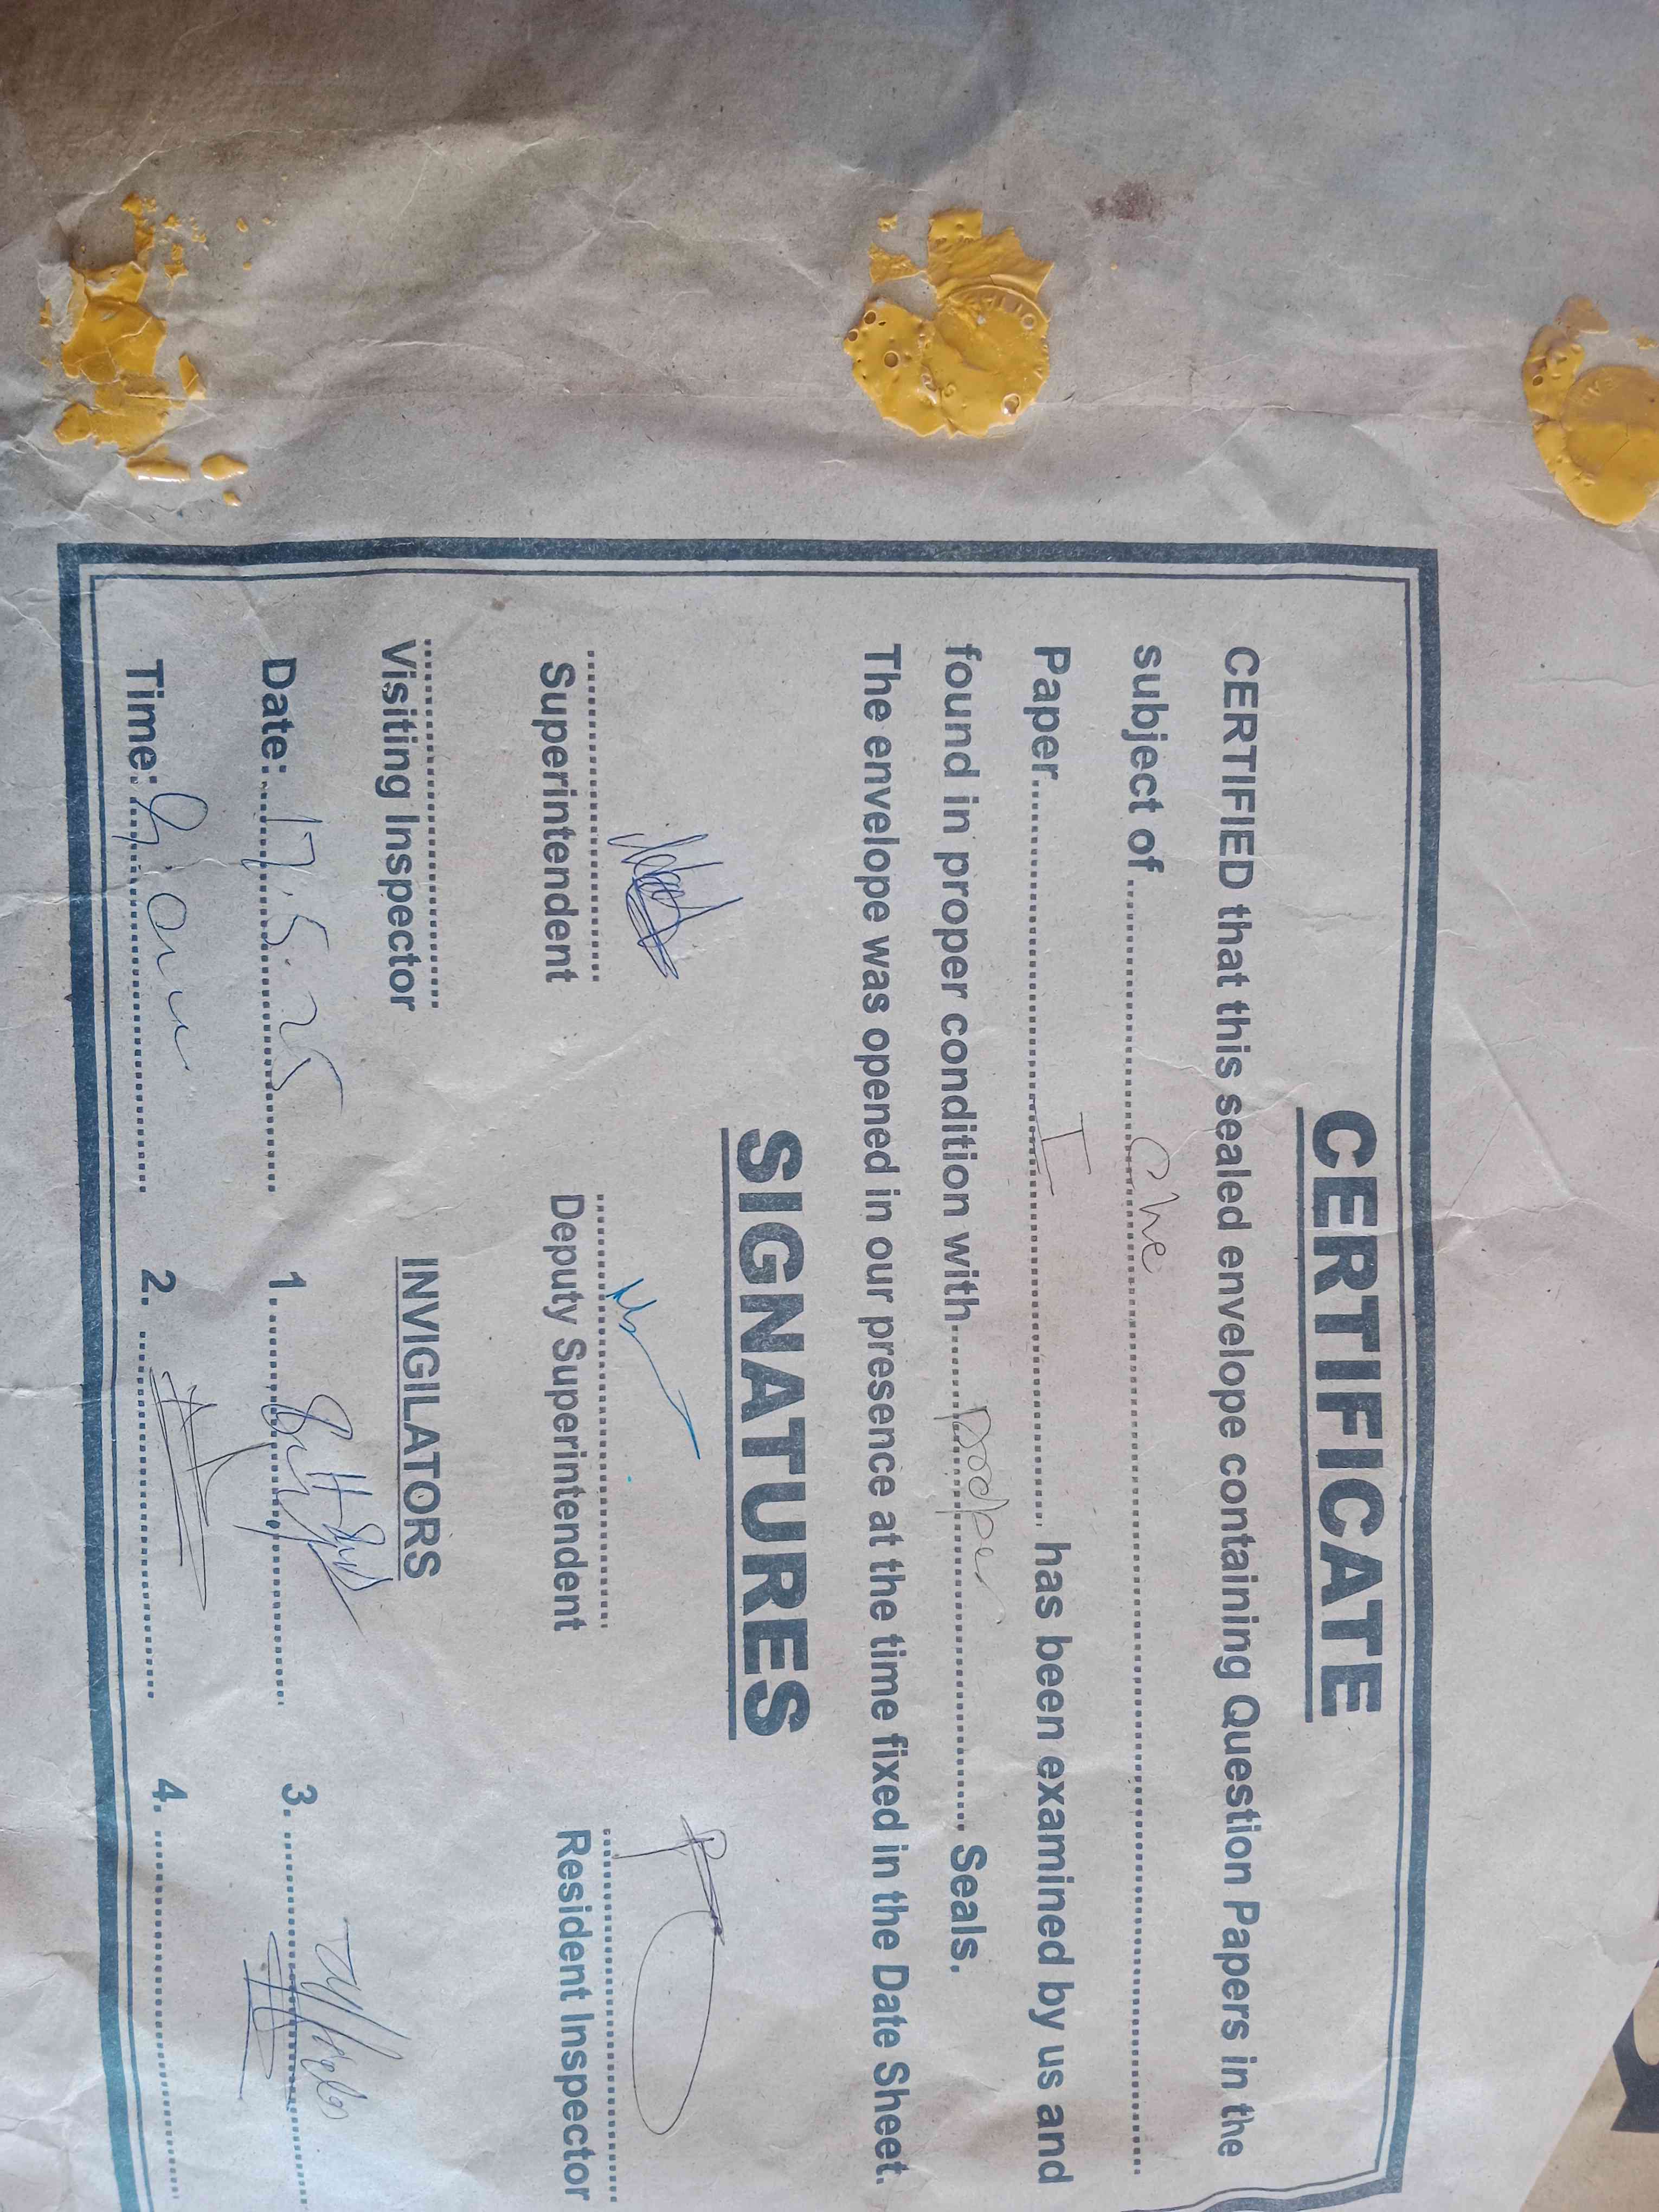 CERTIFICATE
CERTIFIED that this sealed envelope containing Question Papers in the
subject of Che
Paper I has been examined by us and
found in proper condition with proper Seals.
The envelope was opened in our presence at the time fixed in the Date Sheet.
SIGNATURES
Superintendent Deputy Superintendent Resident Inspector
Visiting Inspector INVIGILATORS
Date: 17.5.25 1. 3.
Time: 2. 4.